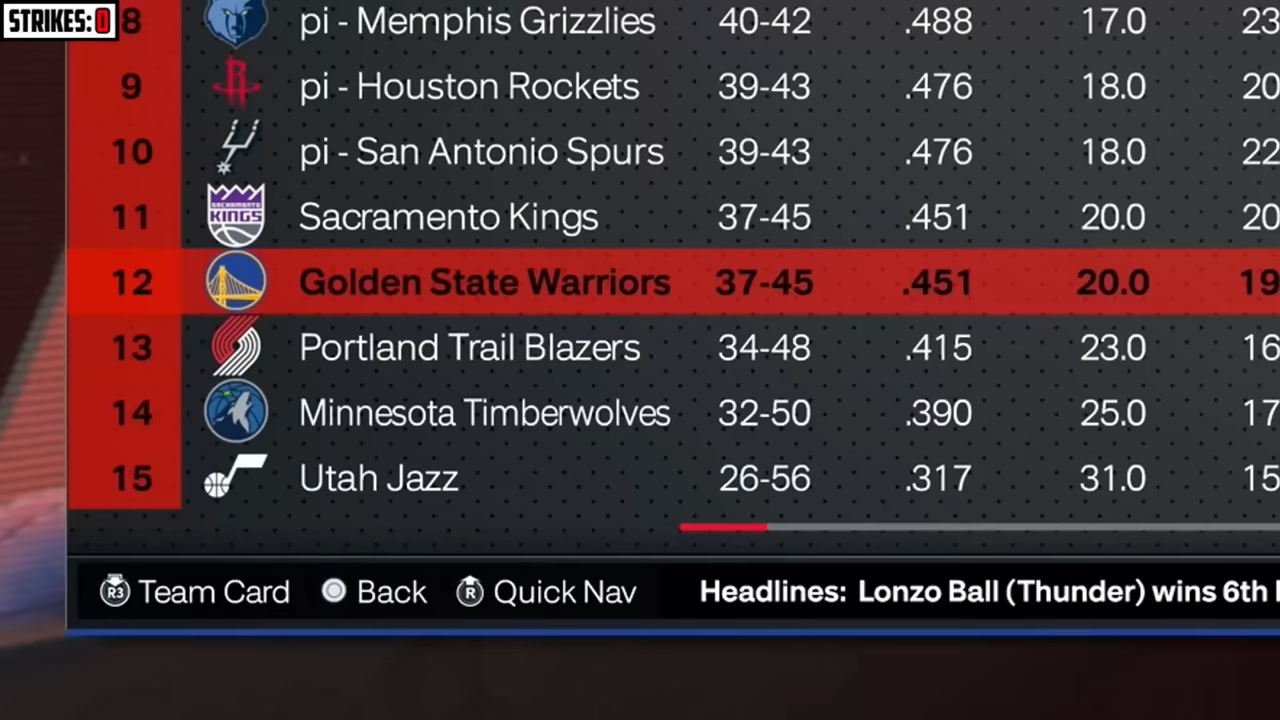 STRIKES:0
8 pi - Memphis Grizzlies 40-42 .488 17.0 23
9 pi - Houston Rockets 39-43 .476 18.0 20
10 pi - San Antonio Spurs 39-43 .476 18.0 22
11 SACRAMENTO KINGS Sacramento Kings 37-45 .451 20.0 20
12 Golden State Warriors 37-45 .451 20.0 19
13 Portland Trail Blazers 34-48 .415 23.0 16
14 Minnesota Timberwolves 32-50 .390 25.0 17
15 Utah Jazz 26-56 .317 31.0 15
R3 Team Card Back R Quick Nav Headlines: Lonzo Ball (Thunder) wins 6th